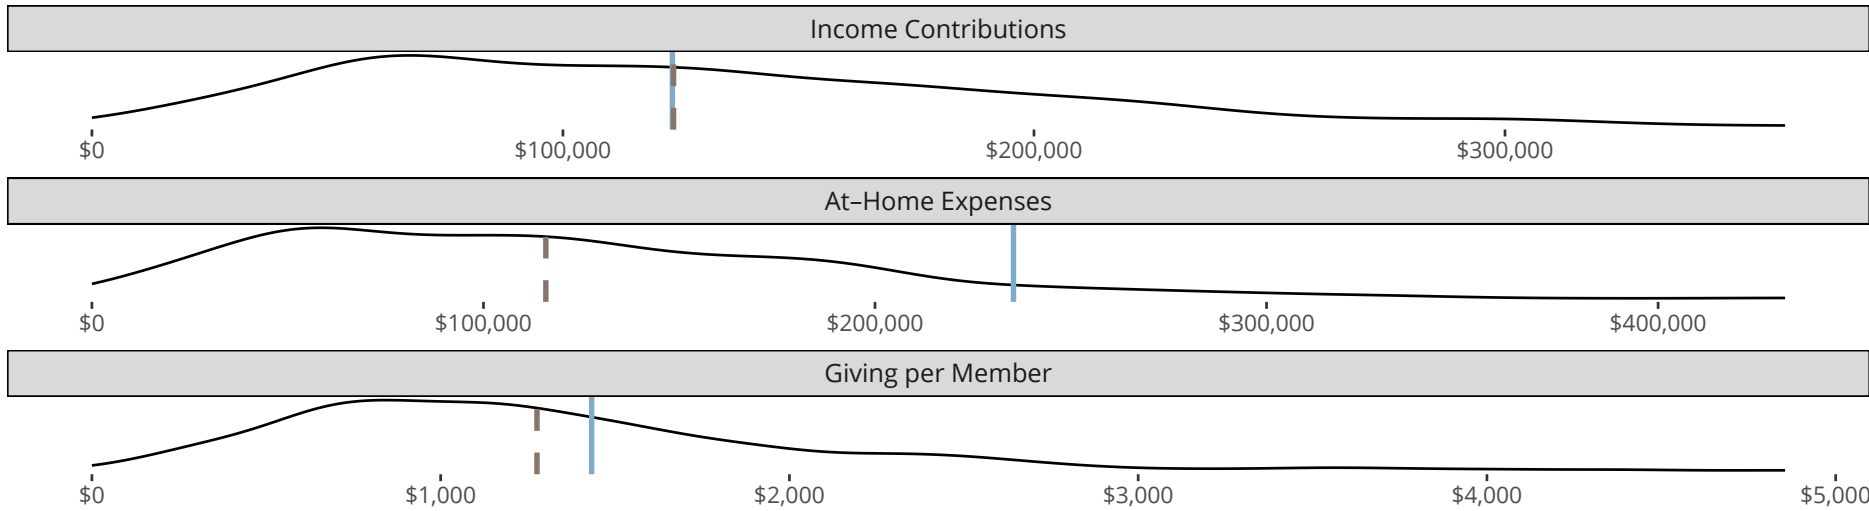 Income Contributions
$0 $100,000 $200,000 $300,000
At–Home Expenses
$0 $100,000 $200,000 $300,000 $400,000
Giving per Member
$0 $1,000 $2,000 $3,000 $4,000 $5,000